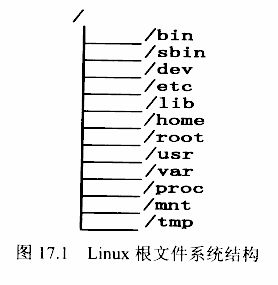 /
/bin
/sbin
/dev
/etc
/lib
/home
/root
/usr
/var
/proc
/mnt
/tmp
图 17.1 Linux 根文件系统结构